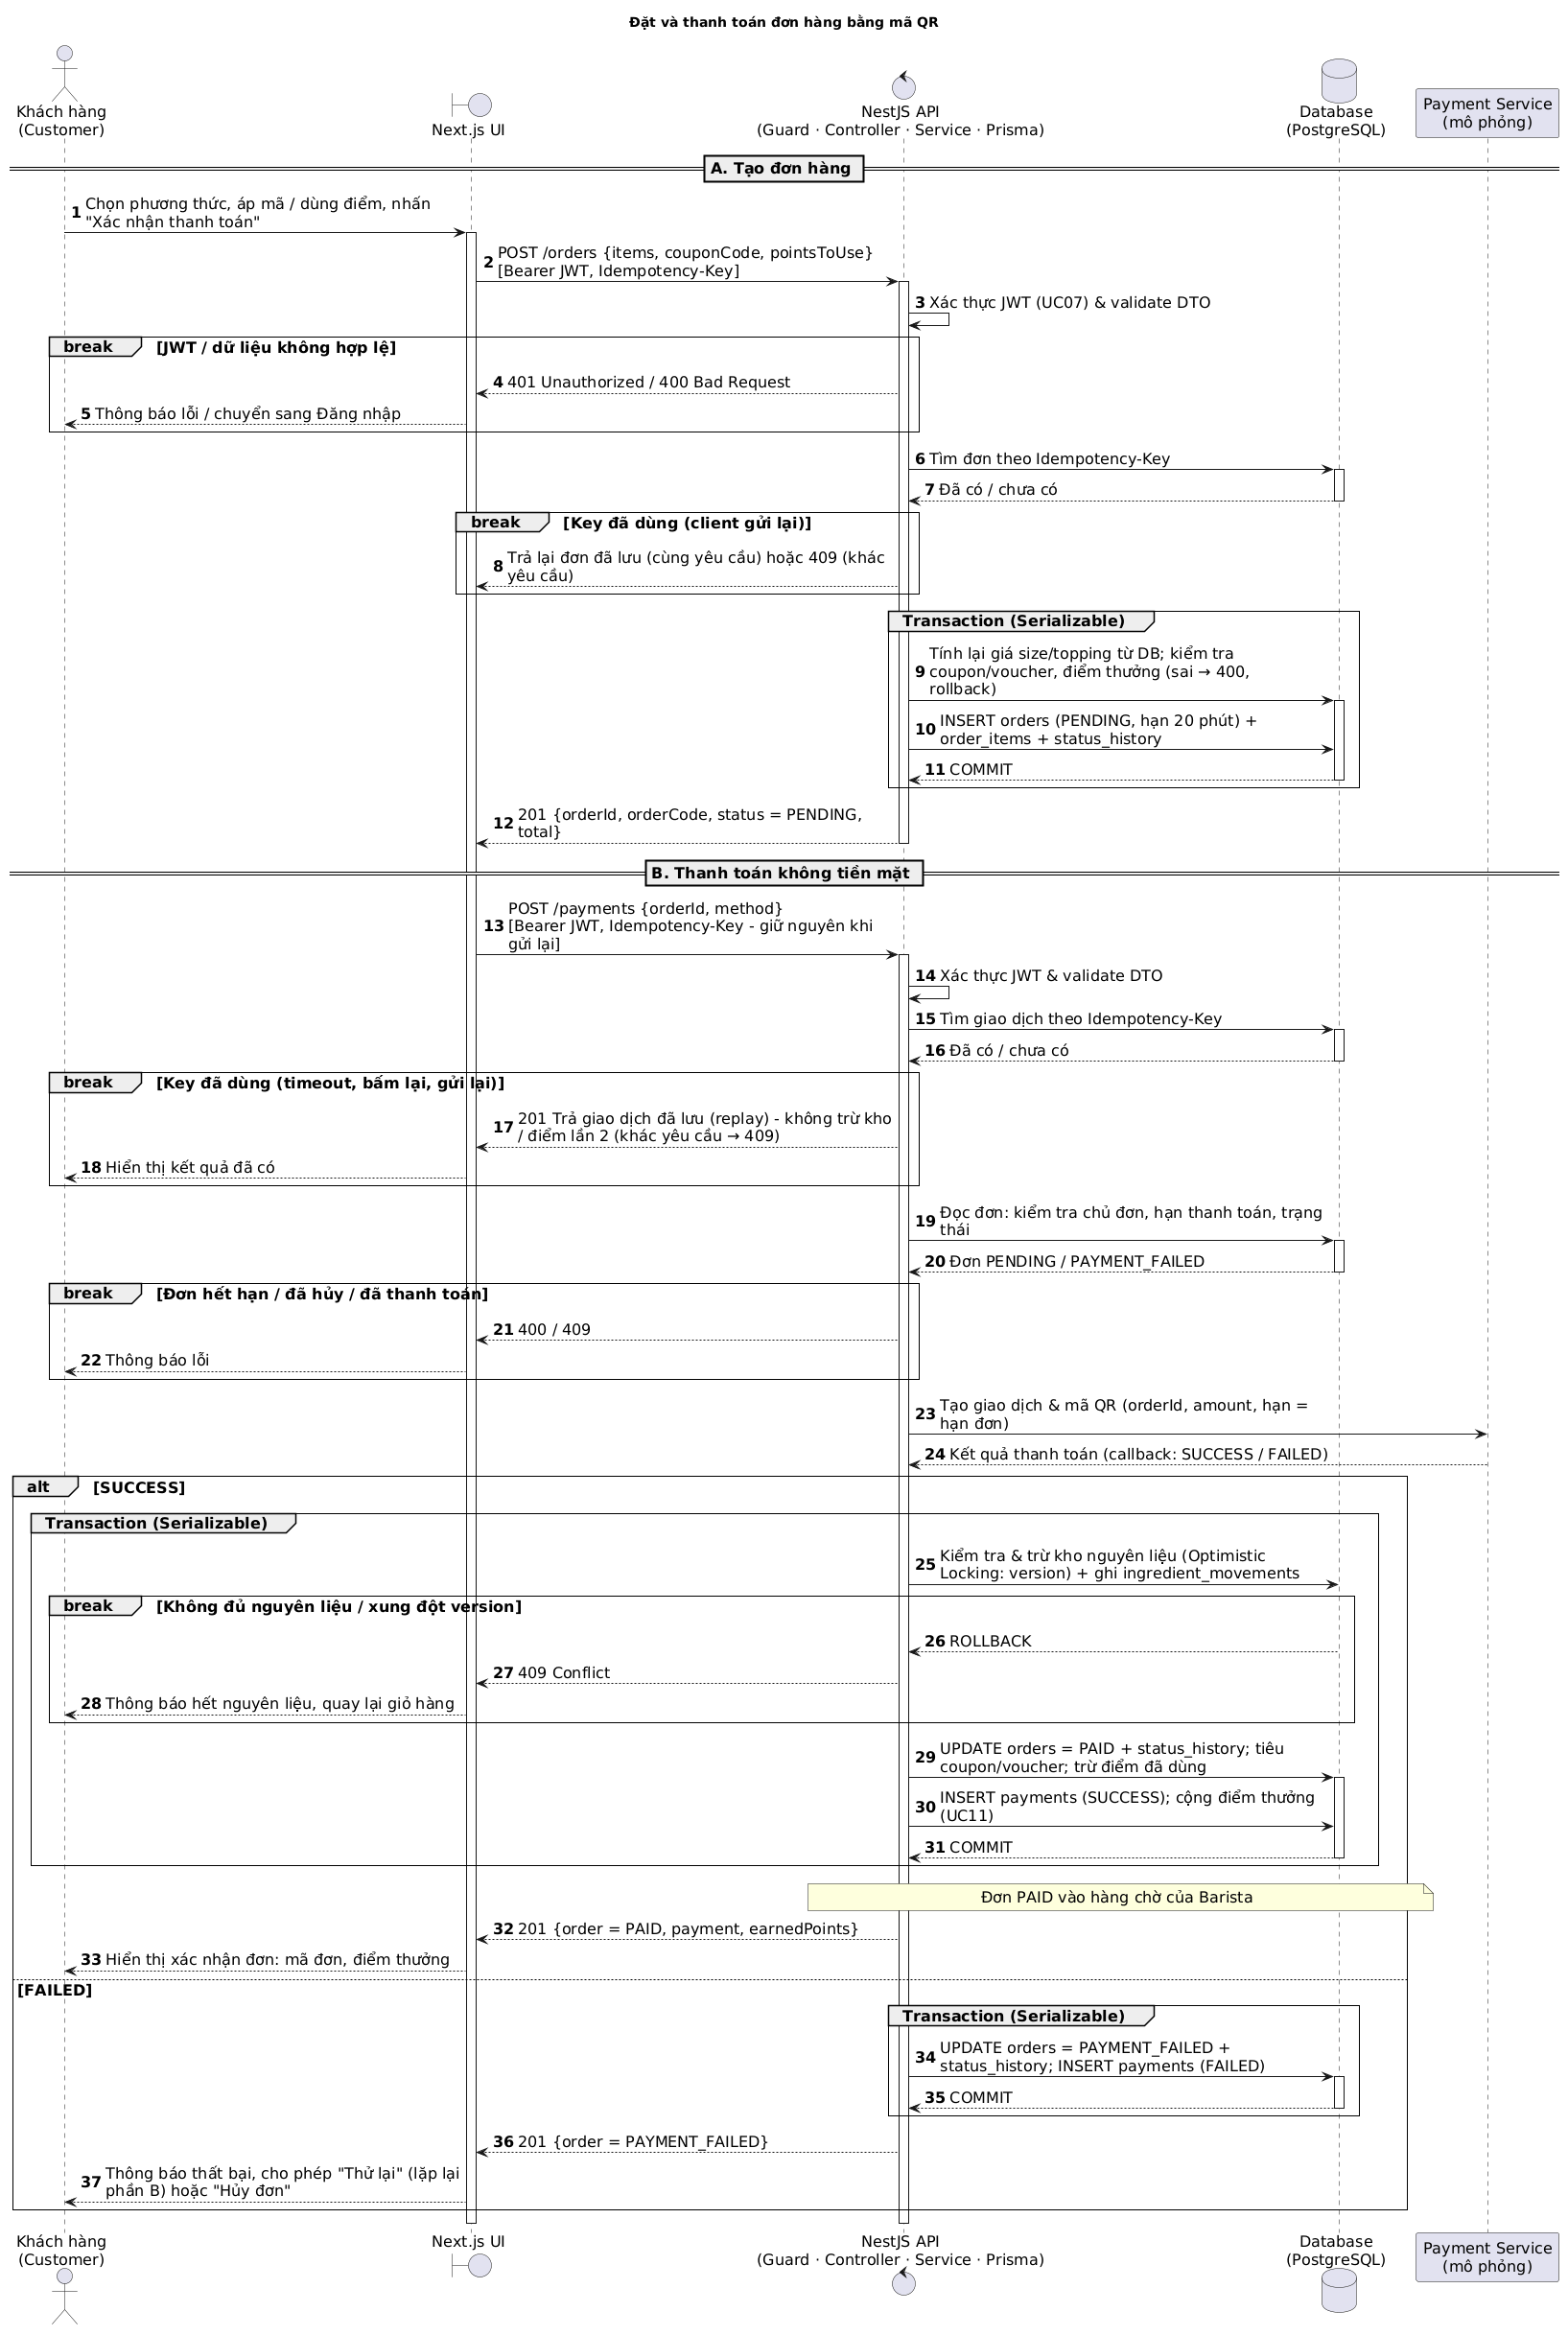 Đặt và thanh toán đơn hàng bằng mã QR
Khách hàng
(Customer)
Next.js UI
NestJS API
(Guard · Controller · Service · Prisma)
Database
(PostgreSQL)
Payment Service
(mô phỏng)
A. Tạo đơn hàng
1 Chọn phương thức, áp mã / dùng điểm, nhấn
"Xác nhận thanh toán"
2 POST /orders {items, couponCode, pointsToUse}
[Bearer JWT, Idempotency-Key]
3 Xác thực JWT (UC07) & validate DTO
break [JWT / dữ liệu không hợp lệ]
4 401 Unauthorized / 400 Bad Request
5 Thông báo lỗi / chuyển sang Đăng nhập
6 Tìm đơn theo Idempotency-Key
7 Đã có / chưa có
break [Key đã dùng (client gửi lại)]
8 Trả lại đơn đã lưu (cùng yêu cầu) hoặc 409 (khác
yêu cầu)
Transaction (Serializable)
9 Tính lại giá size/topping từ DB; kiểm tra
coupon/voucher, điểm thưởng (sai → 400,
rollback)
10 INSERT orders (PENDING, hạn 20 phút) +
order_items + status_history
11 COMMIT
12 201 {orderId, orderCode, status = PENDING,
total}
B. Thanh toán không tiền mặt
13 POST /payments {orderId, method}
[Bearer JWT, Idempotency-Key - giữ nguyên khi
gửi lại]
14 Xác thực JWT & validate DTO
15 Tìm giao dịch theo Idempotency-Key
16 Đã có / chưa có
break [Key đã dùng (timeout, bấm lại, gửi lại)]
17 201 Trả giao dịch đã lưu (replay) - không trừ kho
/ điểm lần 2 (khác yêu cầu → 409)
18 Hiển thị kết quả đã có
19 Đọc đơn: kiểm tra chủ đơn, hạn thanh toán, trạng
thái
20 Đơn PENDING / PAYMENT_FAILED
break [Đơn hết hạn / đã hủy / đã thanh toán]
21 400 / 409
22 Thông báo lỗi
23 Tạo giao dịch & mã QR (orderId, amount, hạn =
hạn đơn)
24 Kết quả thanh toán (callback: SUCCESS / FAILED)
alt [SUCCESS]
Transaction (Serializable)
25 Kiểm tra & trừ kho nguyên liệu (Optimistic
Locking: version) + ghi ingredient_movements
break [Không đủ nguyên liệu / xung đột version]
26 ROLLBACK
27 409 Conflict
28 Thông báo hết nguyên liệu, quay lại giỏ hàng
29 UPDATE orders = PAID + status_history; tiêu
coupon/voucher; trừ điểm đã dùng
30 INSERT payments (SUCCESS); cộng điểm thưởng
(UC11)
31 COMMIT
Đơn PAID vào hàng chờ của Barista
32 201 {order = PAID, payment, earnedPoints}
33 Hiển thị xác nhận đơn: mã đơn, điểm thưởng
[FAILED]
Transaction (Serializable)
34 UPDATE orders = PAYMENT_FAILED +
status_history; INSERT payments (FAILED)
35 COMMIT
36 201 {order = PAYMENT_FAILED}
37 Thông báo thất bại, cho phép "Thử lại" (lặp lại
phần B) hoặc "Hủy đơn"
Khách hàng
(Customer)
Next.js UI
NestJS API
(Guard · Controller · Service · Prisma)
Database
(PostgreSQL)
Payment Service
(mô phỏng)